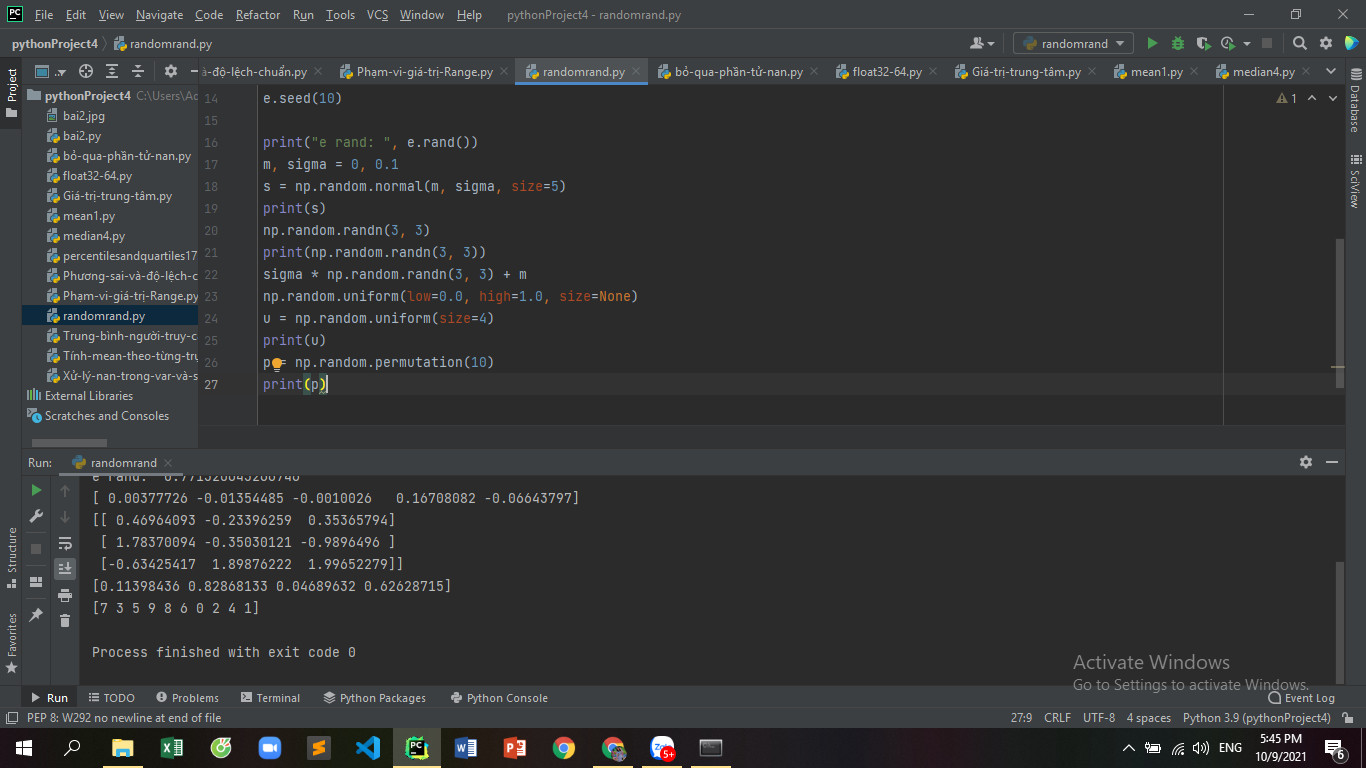 PC File Edit View Navigate Code Refactor Run Tools VCS Window Help pythonProject4 - randomrand.py
pythonProject4 randomrand.py randomrand
Project
à-độ-lệch-chuẩn.py Phạm-vi-giá-trị-Range.py randomrand.py bỏ-qua-phần-tử-nan.py float32-64.py Giá-trị-trung-tâm.py mean1.py median4.py
pythonProject4 C:\Users\Ad
bai2.jpg
bai2.py
bỏ-qua-phần-tử-nan.py
float32-64.py
Giá-trị-trung-tâm.py
mean1.py
median4.py
percentilesandquartiles17
Phương-sai-và-độ-lệch-c
Phạm-vi-giá-trị-Range.py
randomrand.py
Trung-bình-người-truy-c
Tính-mean-theo-từng-trụ
Xử-lý-nan-trong-var-và-s
External Libraries
Scratches and Consoles
14 e.seed(10)
15
16 print("e rand: ", e.rand())
17 m, sigma = 0, 0.1
18 s = np.random.normal(m, sigma, size=5)
19 print(s)
20 np.random.randn(3, 3)
21 print(np.random.randn(3, 3))
22 sigma * np.random.randn(3, 3) + m
23 np.random.uniform(low=0.0, high=1.0, size=None)
24 u = np.random.uniform(size=4)
25 print(u)
26 p = np.random.permutation(10)
27 print(p)
1
Database
SciView
Run: randomrand
e rand: 0.771320643266746
[ 0.00377726 -0.01354485 -0.0010026 0.16708082 -0.06643797]
[[ 0.46964093 -0.23396259 0.35365794]
[ 1.78370094 -0.35030121 -0.9896496 ]
[-0.63425417 1.89876222 1.99652279]]
[0.11398436 0.82868133 0.04689632 0.62628715]
[7 3 5 9 8 6 0 2 4 1]
Process finished with exit code 0
Structure
Favorites
Activate Windows
Go to Settings to activate Windows.
Run TODO Problems Terminal Python Packages Python Console Event Log
PEP 8: W292 no newline at end of file 27:9 CRLF UTF-8 4 spaces Python 3.9 (pythonProject4)
5+ ENG 5:45 PM
10/9/2021 6